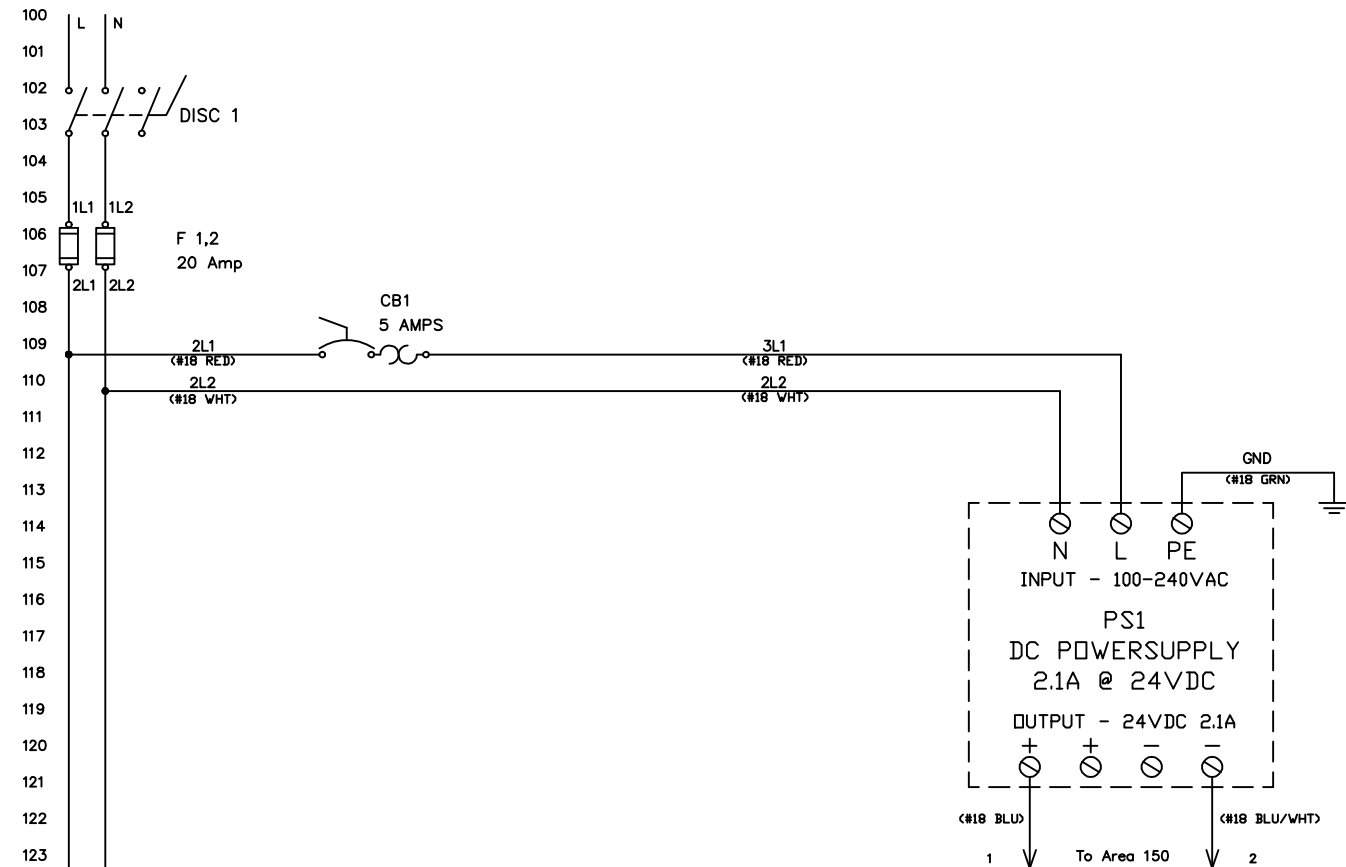 100
L N
101
102
DISC 1
103
104
105
1L1 1L2
106
F 1,2
20 Amp
107
2L1 2L2
108
CB1
5 AMPS
109
2L1
(#18 RED)
3L1
(#18 RED)
110
2L2
(#18 WHT)
2L2
(#18 WHT)
111
112
GND
(#18 GRN)
113
114
N L PE
115
INPUT - 100-240VAC
116
PS1
117
DC POWERSUPPLY
118
2.1A @ 24VDC
119
OUTPUT - 24VDC 2.1A
120
+ + - -
121
122
(#18 BLU)
(#18 BLU/WHT)
123
1 To Area 150 2